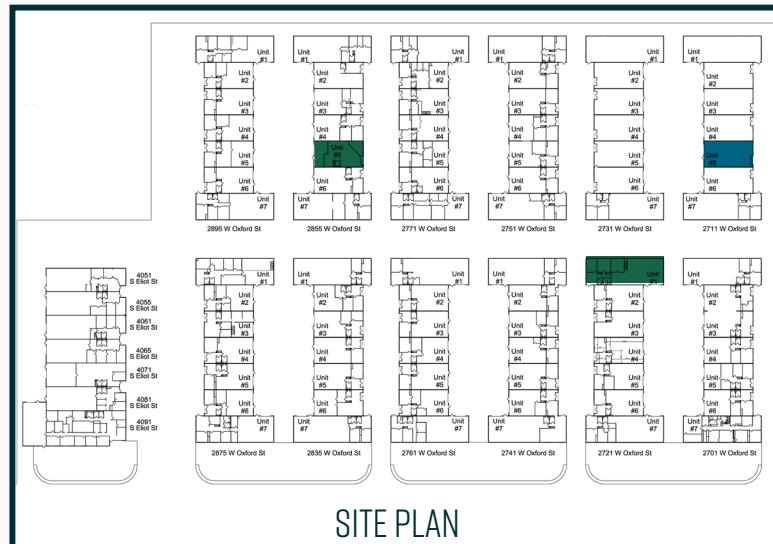 Unit
#1
Unit
#2
Unit
#3
Unit
#4
Unit
#5
Unit
#6
Unit
#7
2895 W Oxford St
Unit
#1
Unit
#2
Unit
#3
Unit
#4
Unit
#5
Unit
#6
Unit
#7
2855 W Oxford St
Unit
#1
Unit
#2
Unit
#3
Unit
#4
Unit
#5
Unit
#6
Unit
#7
2771 W Oxford St
Unit
#1
Unit
#2
Unit
#3
Unit
#4
Unit
#5
Unit
#6
Unit
#7
2751 W Oxford St
Unit
#1
Unit
#2
Unit
#3
Unit
#4
Unit
#5
Unit
#6
Unit
#7
2731 W Oxford St
Unit
#1
Unit
#2
Unit
#3
Unit
#4
Unit
#5
Unit
#6
Unit
#7
2711 W Oxford St
4051
S Eliot St
4055
S Eliot St
4061
S Eliot St
4065
S Eliot St
4071
S Eliot St
4081
S Eliot St
4091
S Eliot St
Unit
#1
Unit
#2
Unit
#3
Unit
#4
Unit
#5
Unit
#6
Unit
#7
2875 W Oxford St
Unit
#1
Unit
#2
Unit
#3
Unit
#4
Unit
#5
Unit
#6
Unit
#7
2835 W Oxford St
Unit
#1
Unit
#2
Unit
#3
Unit
#4
Unit
#5
Unit
#6
Unit
#7
2761 W Oxford St
Unit
#1
Unit
#2
Unit
#3
Unit
#4
Unit
#5
Unit
#6
Unit
#7
2741 W Oxford St
Unit
#1
Unit
#2
Unit
#3
Unit
#4
Unit
#5
Unit
#6
Unit
#7
2721 W Oxford St
Unit
#1
Unit
#2
Unit
#3
Unit
#4
Unit
#5
Unit
#6
Unit
#7
2701 W Oxford St
SITE PLAN